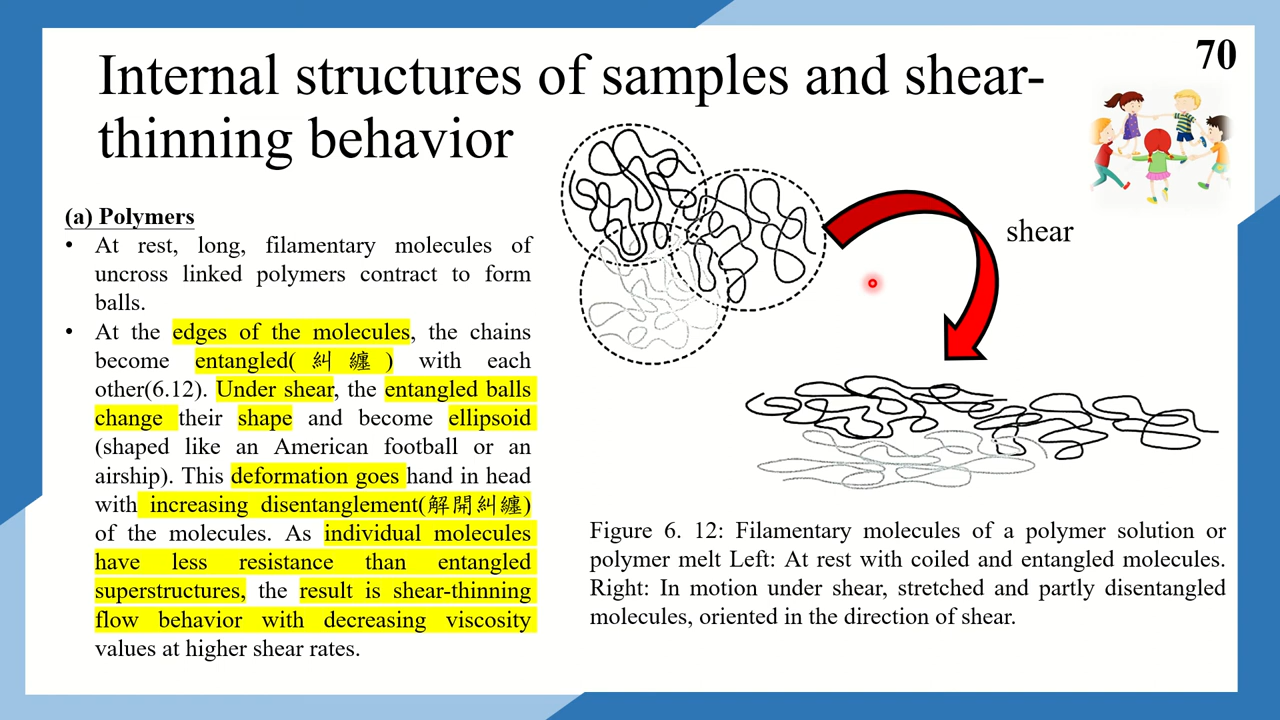 70
Internal structures of samples and shear-
thinning behavior
(a) Polymers
• At rest, long, filamentary molecules of
uncross linked polymers contract to form
balls.
• At the edges of the molecules, the chains
become entangled(糾纏) with each
other(6.12). Under shear, the entangled balls
change their shape and become ellipsoid
(shaped like an American football or an
airship). This deformation goes hand in head
with increasing disentanglement(解開糾纏)
of the molecules. As individual molecules
have less resistance than entangled
superstructures, the result is shear-thinning
flow behavior with decreasing viscosity
values at higher shear rates.
shear
Figure 6. 12: Filamentary molecules of a polymer solution or
polymer melt Left: At rest with coiled and entangled molecules.
Right: In motion under shear, stretched and partly disentangled
molecules, oriented in the direction of shear.